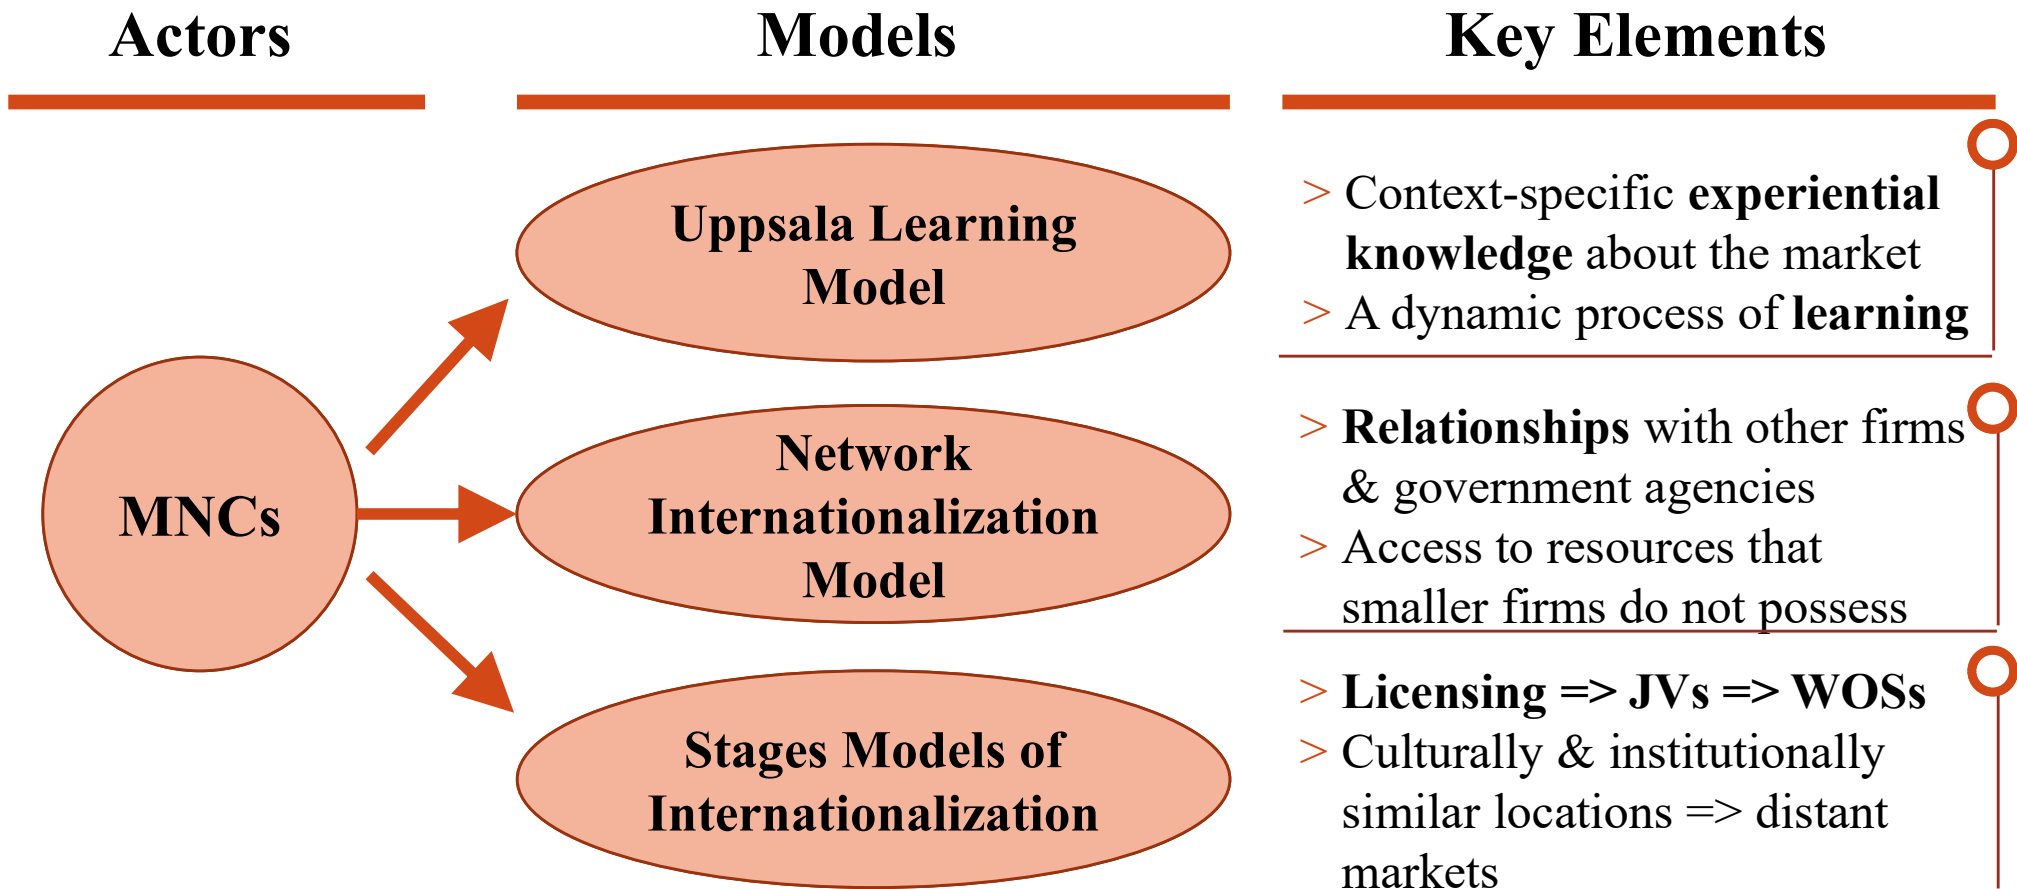 Actors
Models
Key Elements
MNCs
Uppsala Learning
Model
> Context-specific experiential
knowledge about the market
> A dynamic process of learning
Network
Internationalization
Model
> Relationships with other firms
& government agencies
> Access to resources that
smaller firms do not possess
Stages Models of
Internationalization
> Licensing => JVs => WOSs
> Culturally & institutionally
similar locations => distant
markets